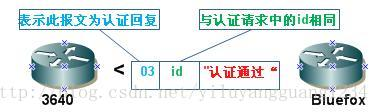 表示此报文为认证回复
与认证请求中的id相同
< 03 id "认证通过 “
3640
Bluefox